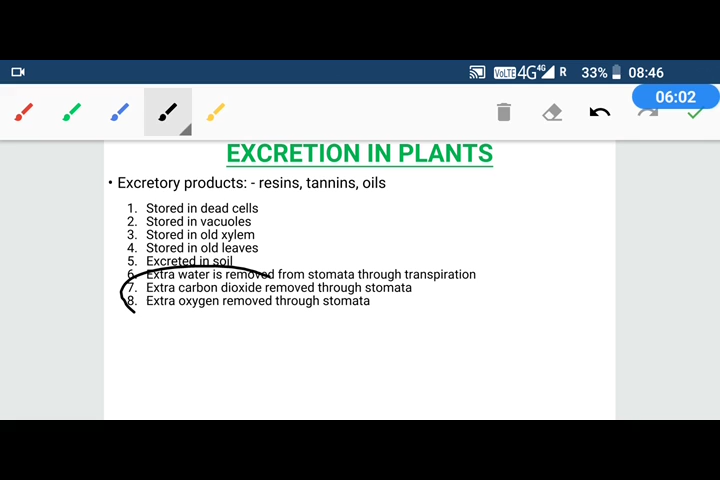 VoLTE 4G 4G R 33% 08:46
06:02
EXCRETION IN PLANTS
• Excretory products: - resins, tannins, oils
1. Stored in dead cells
2. Stored in vacuoles
3. Stored in old xylem
4. Stored in old leaves
5. Excreted in soil
6. Extra water is removed from stomata through transpiration
7. Extra carbon dioxide removed through stomata
8. Extra oxygen removed through stomata